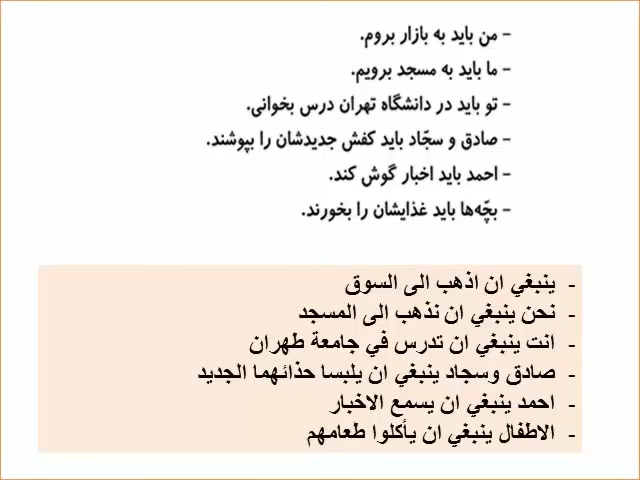 - من باید به بازار بروم.
- ما باید به مسجد برویم.
- تو باید در دانشگاه تهران درس بخوانی.
- صادق و سجّاد باید کفش جدیدشان را بپوشند.
- احمد باید اخبار گوش کند.
- بچّه‌ها باید غذایشان را بخورند.
- ينبغي ان اذهب الى السوق
- نحن ينبغي ان نذهب الى المسجد
- انت ينبغي ان تدرس في جامعة طهران
- صادق وسجاد ينبغي ان يلبسا حذائهما الجديد
- احمد ينبغي ان يسمع الاخبار
- الاطفال ينبغي ان يأكلوا طعامهم